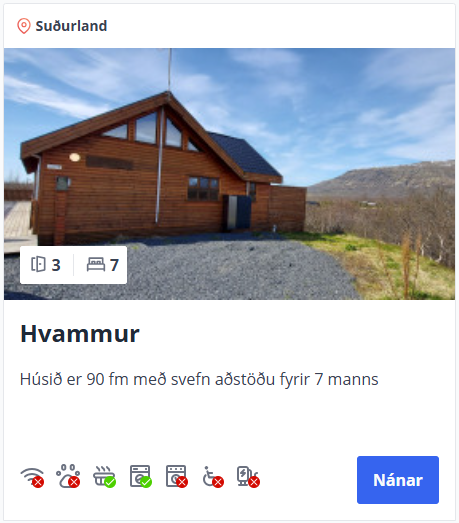 Suðurland
3 7
Hvammur
Húsið er 90 fm með svefn aðstöðu fyrir 7 manns
Nánar